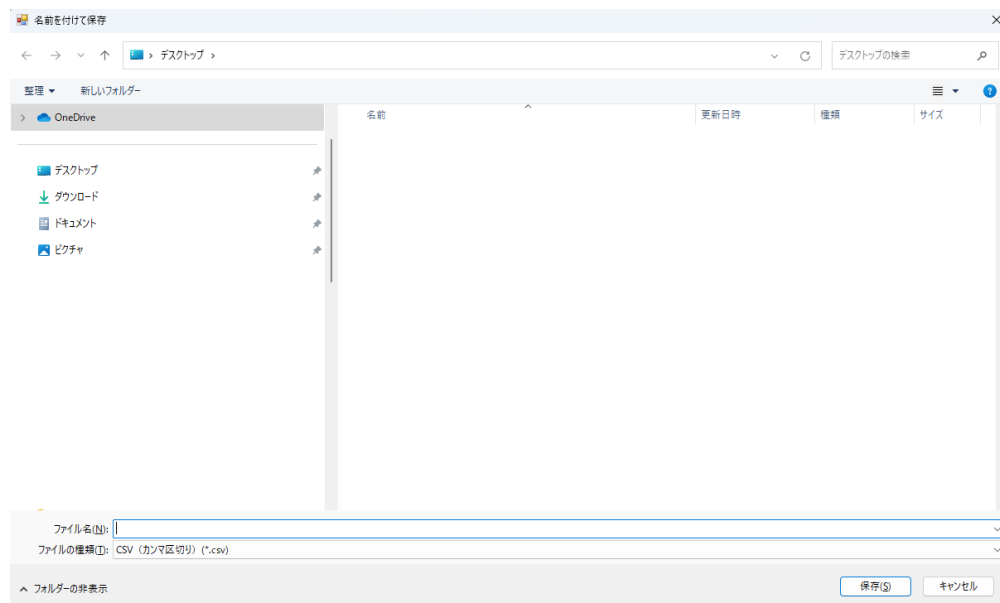 名前を付けて保存
デスクトップ デスクトップの検索
整理 新しいフォルダー
OneDrive 名前 更新日時 種類 サイズ
デスクトップ
ダウンロード
ドキュメント
ピクチャ
ファイル名(N):
ファイルの種類(T): CSV（カンマ区切り）(*.csv)
フォルダーの非表示 保存(S) キャンセル